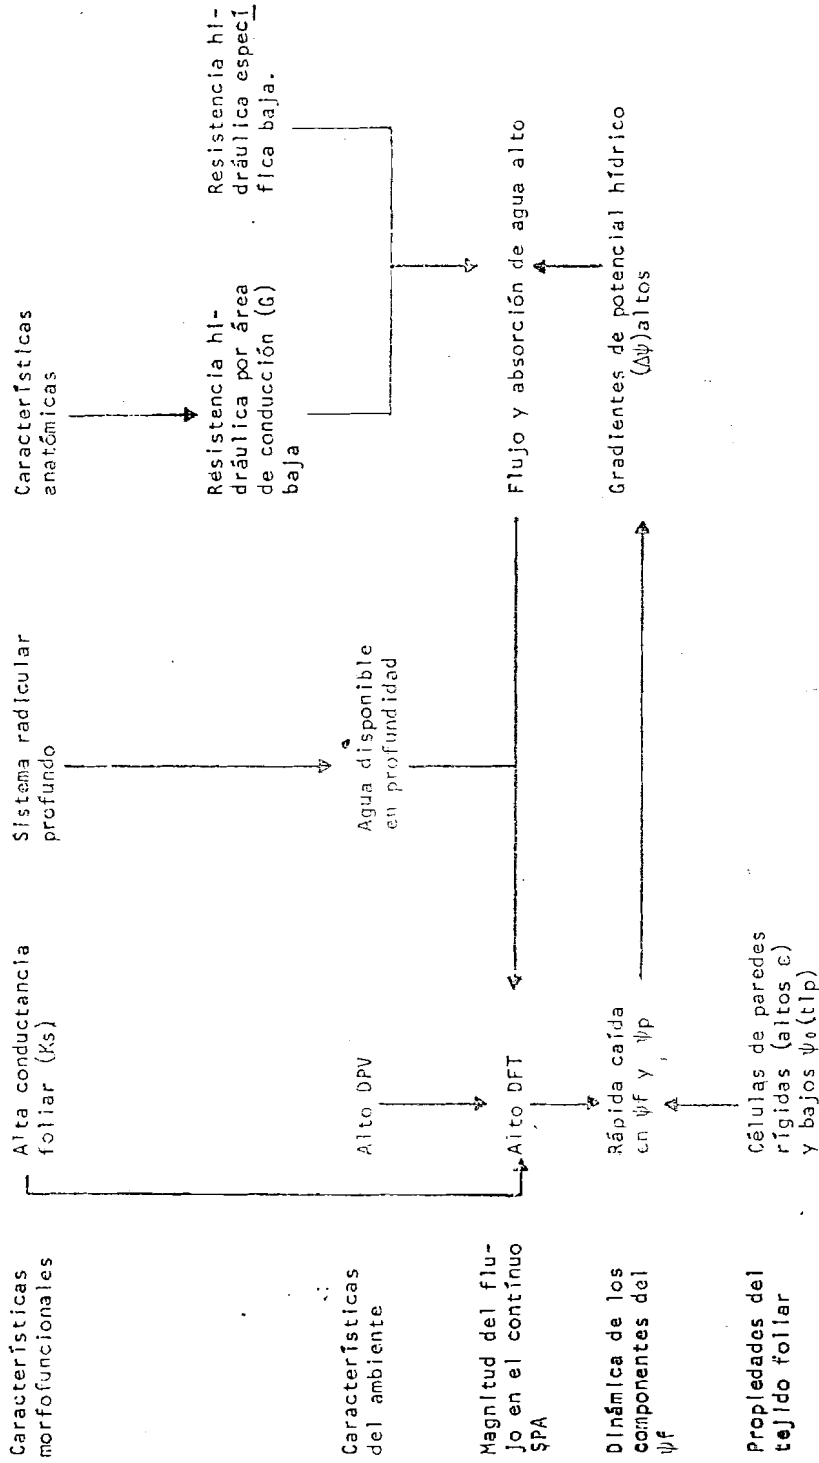 Características
morfofuncionales
Alta conductancia
foliar (Ks)
Sistema radicular
profundo
Características
anatómicas
Resistencia hi-
dráulica por área
de conducción (G)
baja
Resistencia hi-
dráulica especí
fica baja.
Características
del ambiente
Alto DPV
Agua disponible
en profundidad
Magnitud del flu-
jo en el contínuo
SPA
Alto DFT
Flujo y absorción de agua alto
Dinámica de los
componentes del
ψf
Rápida caída
en ψf y ψp
Gradientes de potencial hídrico
(Δψ)altos
Propiedades del
tejido foliar
Células de paredes
rígidas (altos ε)
y bajos ψ₀(tlp)